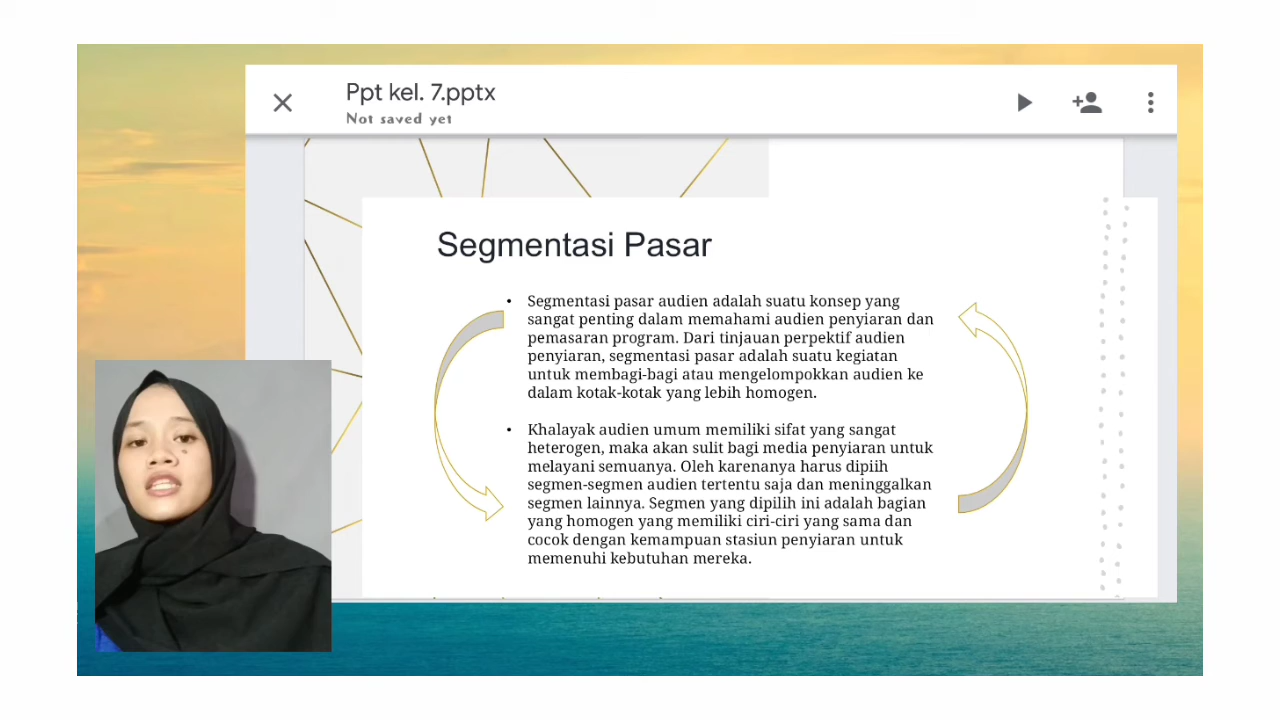 Ppt kel. 7.pptx
Not saved yet
Segmentasi Pasar
• Segmentasi pasar audien adalah suatu konsep yang
sangat penting dalam memahami audien penyiaran dan
pemasaran program. Dari tinjauan perpektif audien
penyiaran, segmentasi pasar adalah suatu kegiatan
untuk membagi-bagi atau mengelompokkan audien ke
dalam kotak-kotak yang lebih homogen.
• Khalayak audien umum memiliki sifat yang sangat
heterogen, maka akan sulit bagi media penyiaran untuk
melayani semuanya. Oleh karenanya harus dipiih
segmen-segmen audien tertentu saja dan meninggalkan
segmen lainnya. Segmen yang dipilih ini adalah bagian
yang homogen yang memiliki ciri-ciri yang sama dan
cocok dengan kemampuan stasiun penyiaran untuk
memenuhi kebutuhan mereka.